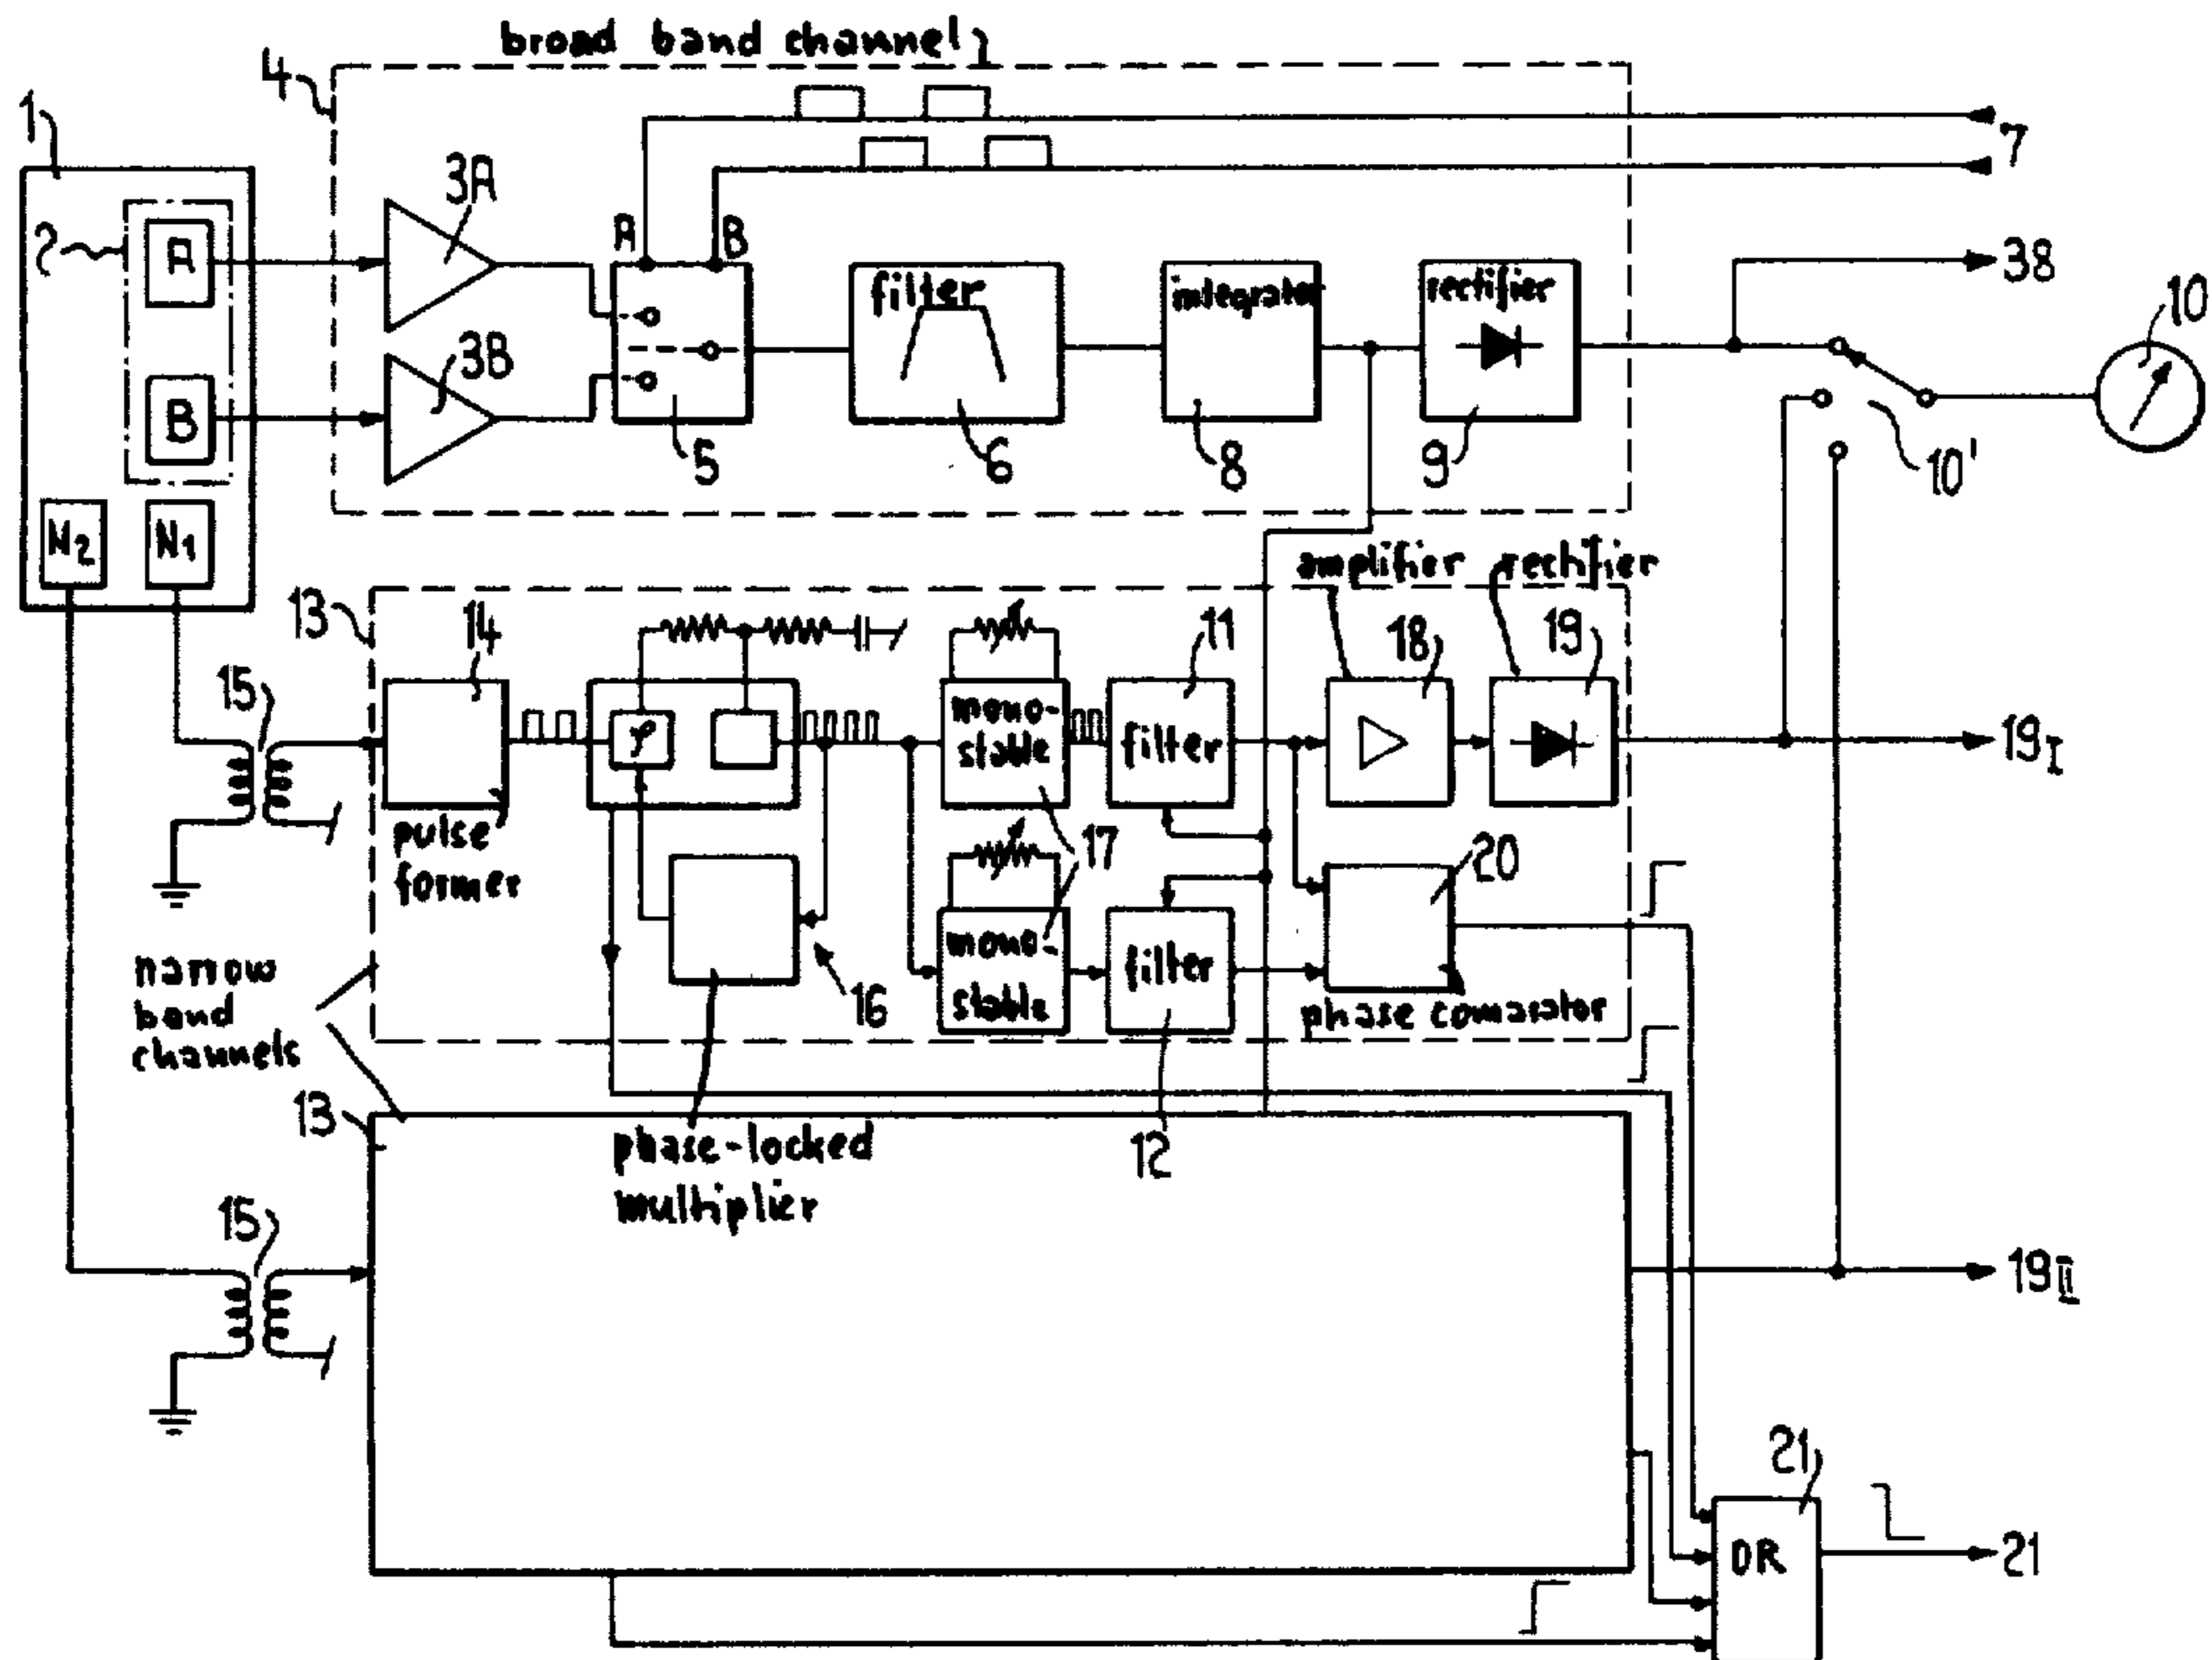 broad band channel
4
1
7
3A
2
A
A
B
38
filter
integrator
rectifier
10
3B
B
5
6
8
9
10'
N2
N1
amplifier
rectifier
13
14
11
18
19
15
φ
mono-
stable
filter
19I
pulse
former
17
20
mono-
stable
filter
narrow
band
channels
16
phase comarator
13
phase-locked
multiplier
12
15
19II
21
OR
21